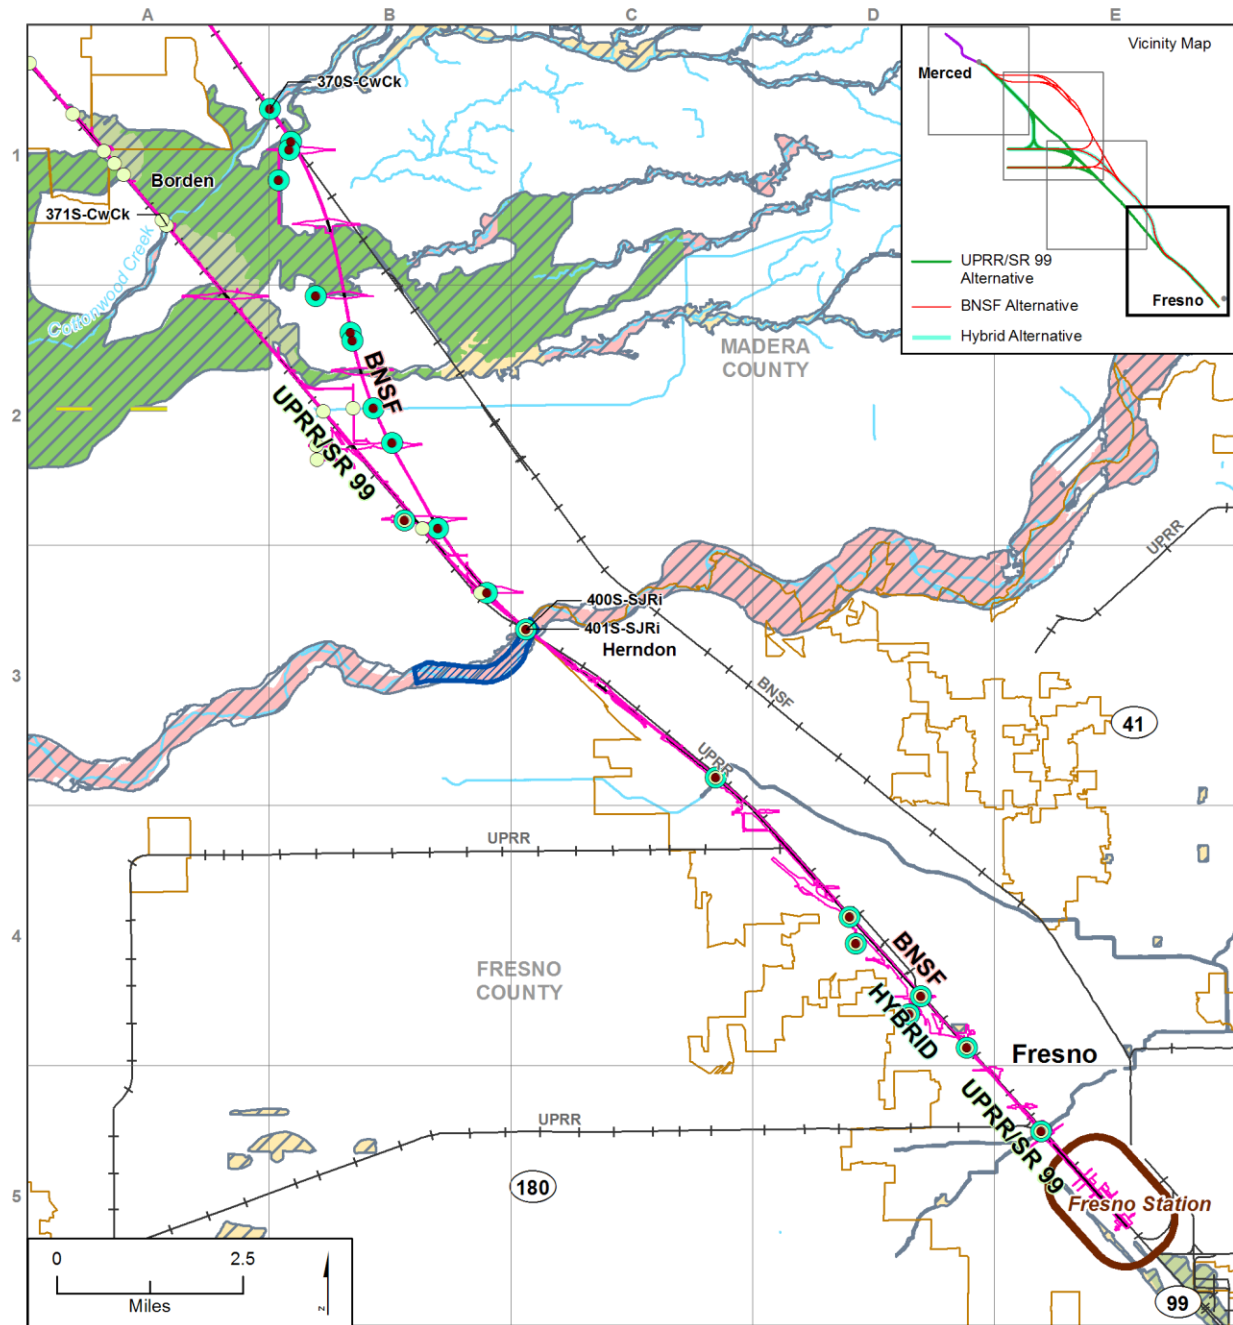 A B C D E
Vicinity Map
Merced
UPRR/SR 99
Alternative
BNSF Alternative
Hybrid Alternative
Fresno
370S-CwCk
1
Borden
371S-CwCk
Cottonwood Creek
MADERA
COUNTY
BNSF
UPRR/SR 99
2
UPRR
400S-SJRi
401S-SJRi
Herndon
3
BNSF
41
UPRR
UPRR
4
BNSF
FRESNO
COUNTY
HYBRID
Fresno
UPRR
UPRR/SR 99
180
5
Fresno Station
0 2.5
Miles
z
99